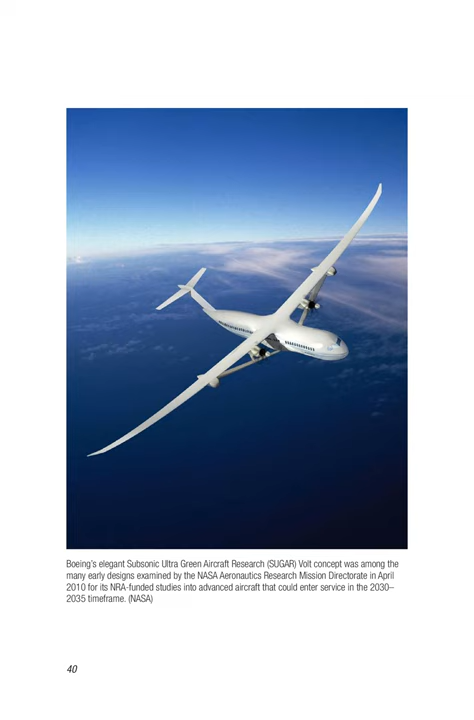 Boeing's elegant Subsonic Ultra Green Aircraft Research (SUGAR) Volt concept was among the
many early designs examined by the NASA Aeronautics Research Mission Directorate in April
2010 for its NRA-funded studies into advanced aircraft that could enter service in the 2030–
2035 timeframe. (NASA)
40